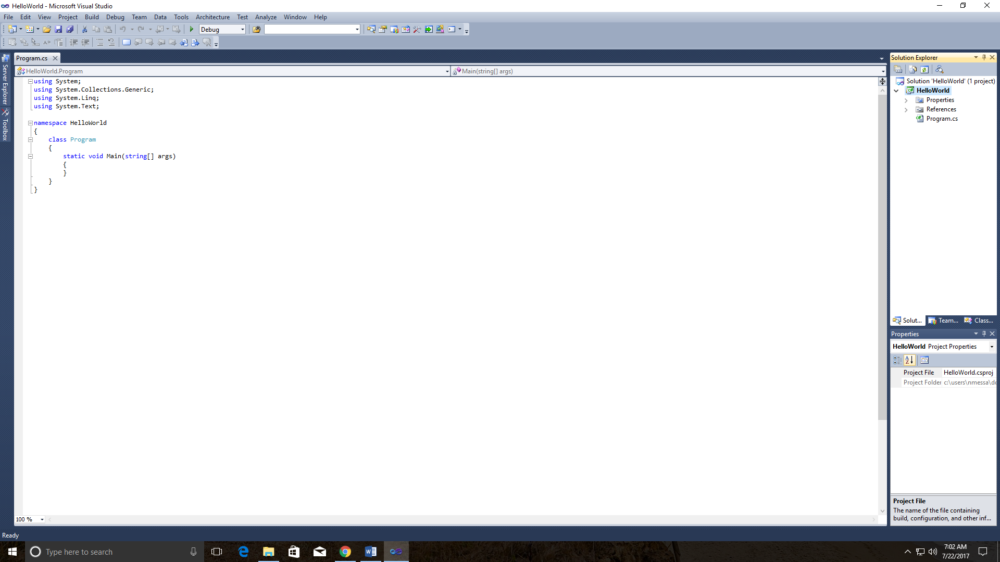 HelloWorld - Microsoft Visual Studio
File Edit View Project Build Debug Team Data Tools Architecture Test Analyze Window Help
Debug
Server Explorer
Toolbox
Program.cs
HelloWorld.Program
Main(string[] args)
using System;
using System.Collections.Generic;
using System.Linq;
using System.Text;
namespace HelloWorld
{
class Program
{
static void Main(string[] args)
{
}
}
}
100 %
Solution Explorer
Solution 'HelloWorld' (1 project)
HelloWorld
Properties
References
Program.cs
Solut... Team... Class...
Properties
HelloWorld Project Properties
Project File HelloWorld.csproj
Project Folder c:\users\nmessa\dc
Project File
The name of the file containing
build, configuration, and other inf...
Ready
Type here to search
7:02 AM
7/22/2017